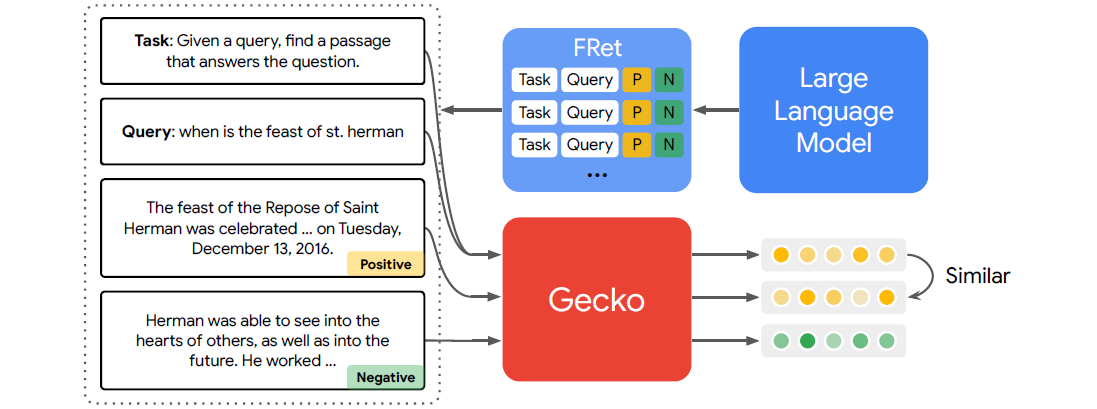 Task: Given a query, find a passage
that answers the question.
Query: when is the feast of st. herman
The feast of the Repose of Saint
Herman was celebrated ... on Tuesday,
December 13, 2016.
Positive
Herman was able to see into the
hearts of others, as well as into the
future. He worked ...
Negative
FRet
Task Query P N
Task Query P N
Task Query P N
...
Large
Language
Model
Gecko
Similar